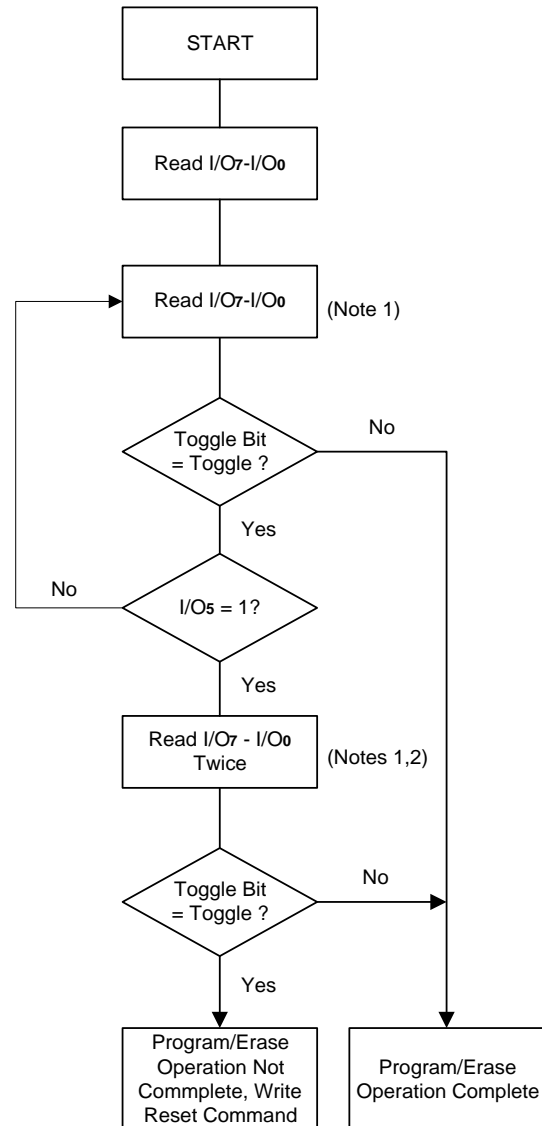 START
Read I/O7-I/O0
Read I/O7-I/O0
(Note 1)
Toggle Bit
= Toggle ?
No
Yes
No
I/O5 = 1?
Yes
Read I/O7 - I/O0
Twice
(Notes 1,2)
Toggle Bit
= Toggle ?
No
Yes
Program/Erase
Operation Not
Commplete, Write
Reset Command
Program/Erase
Operation Complete